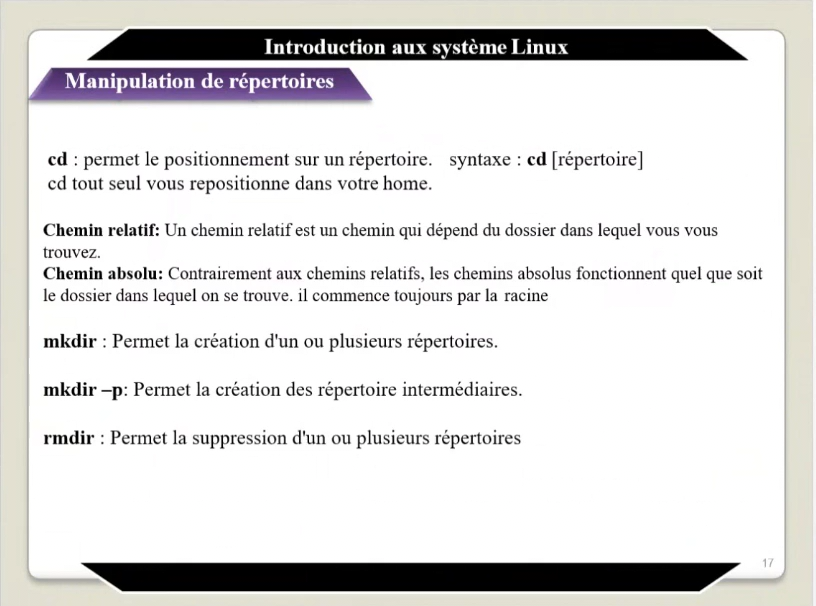 Introduction aux système Linux
Manipulation de répertoires
cd : permet le positionnement sur un répertoire. syntaxe : cd [répertoire]
cd tout seul vous repositionne dans votre home.
Chemin relatif: Un chemin relatif est un chemin qui dépend du dossier dans lequel vous vous
trouvez.
Chemin absolu: Contrairement aux chemins relatifs, les chemins absolus fonctionnent quel que soit
le dossier dans lequel on se trouve. il commence toujours par la racine
mkdir : Permet la création d'un ou plusieurs répertoires.
mkdir –p: Permet la création des répertoire intermédiaires.
rmdir : Permet la suppression d'un ou plusieurs répertoires
17